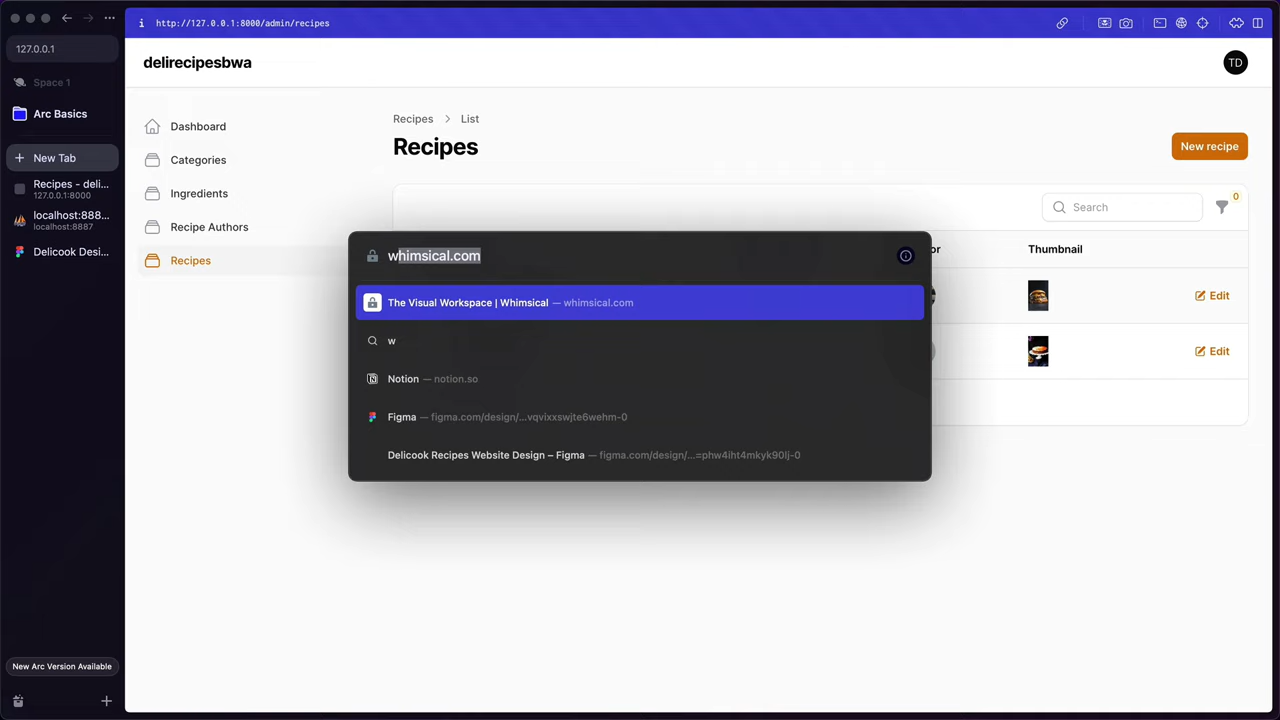 http://127.0.0.1:8000/admin/recipes
127.0.0.1
Space 1
Arc Basics
New Tab
Recipes - deli...
127.0.0.1:8000
localhost:888...
localhost:8887
Delicook Desi...
New Arc Version Available
delirecipesbwa
TD
Dashboard
Categories
Ingredients
Recipe Authors
Recipes
Recipes > List
Recipes
New recipe
Search
0
or
Thumbnail
Edit
Edit
whimsical.com
The Visual Workspace | Whimsical — whimsical.com
w
Notion — notion.so
Figma — figma.com/design/...vqvixxswjte6wehm-0
Delicook Recipes Website Design – Figma — figma.com/design/...=phw4iht4mkyk90lj-0